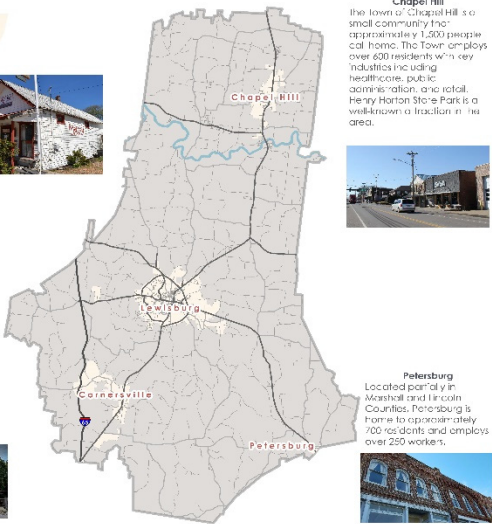 Chapel Hill
The Town of Chapel Hill is a
small community that
approximately 1,500 people
call home. The Town employs
over 600 residents with key
industries including
healthcare, public
administration, and retail.
Henry Horton State Park is a
well-known attraction in the
area.
Chapel Hill
Lewisburg
Cornersville
65
Petersburg
Petersburg
Located partially in
Marshall and Lincoln
Counties, Petersburg is
home to approximately
700 residents and employs
over 250 workers.